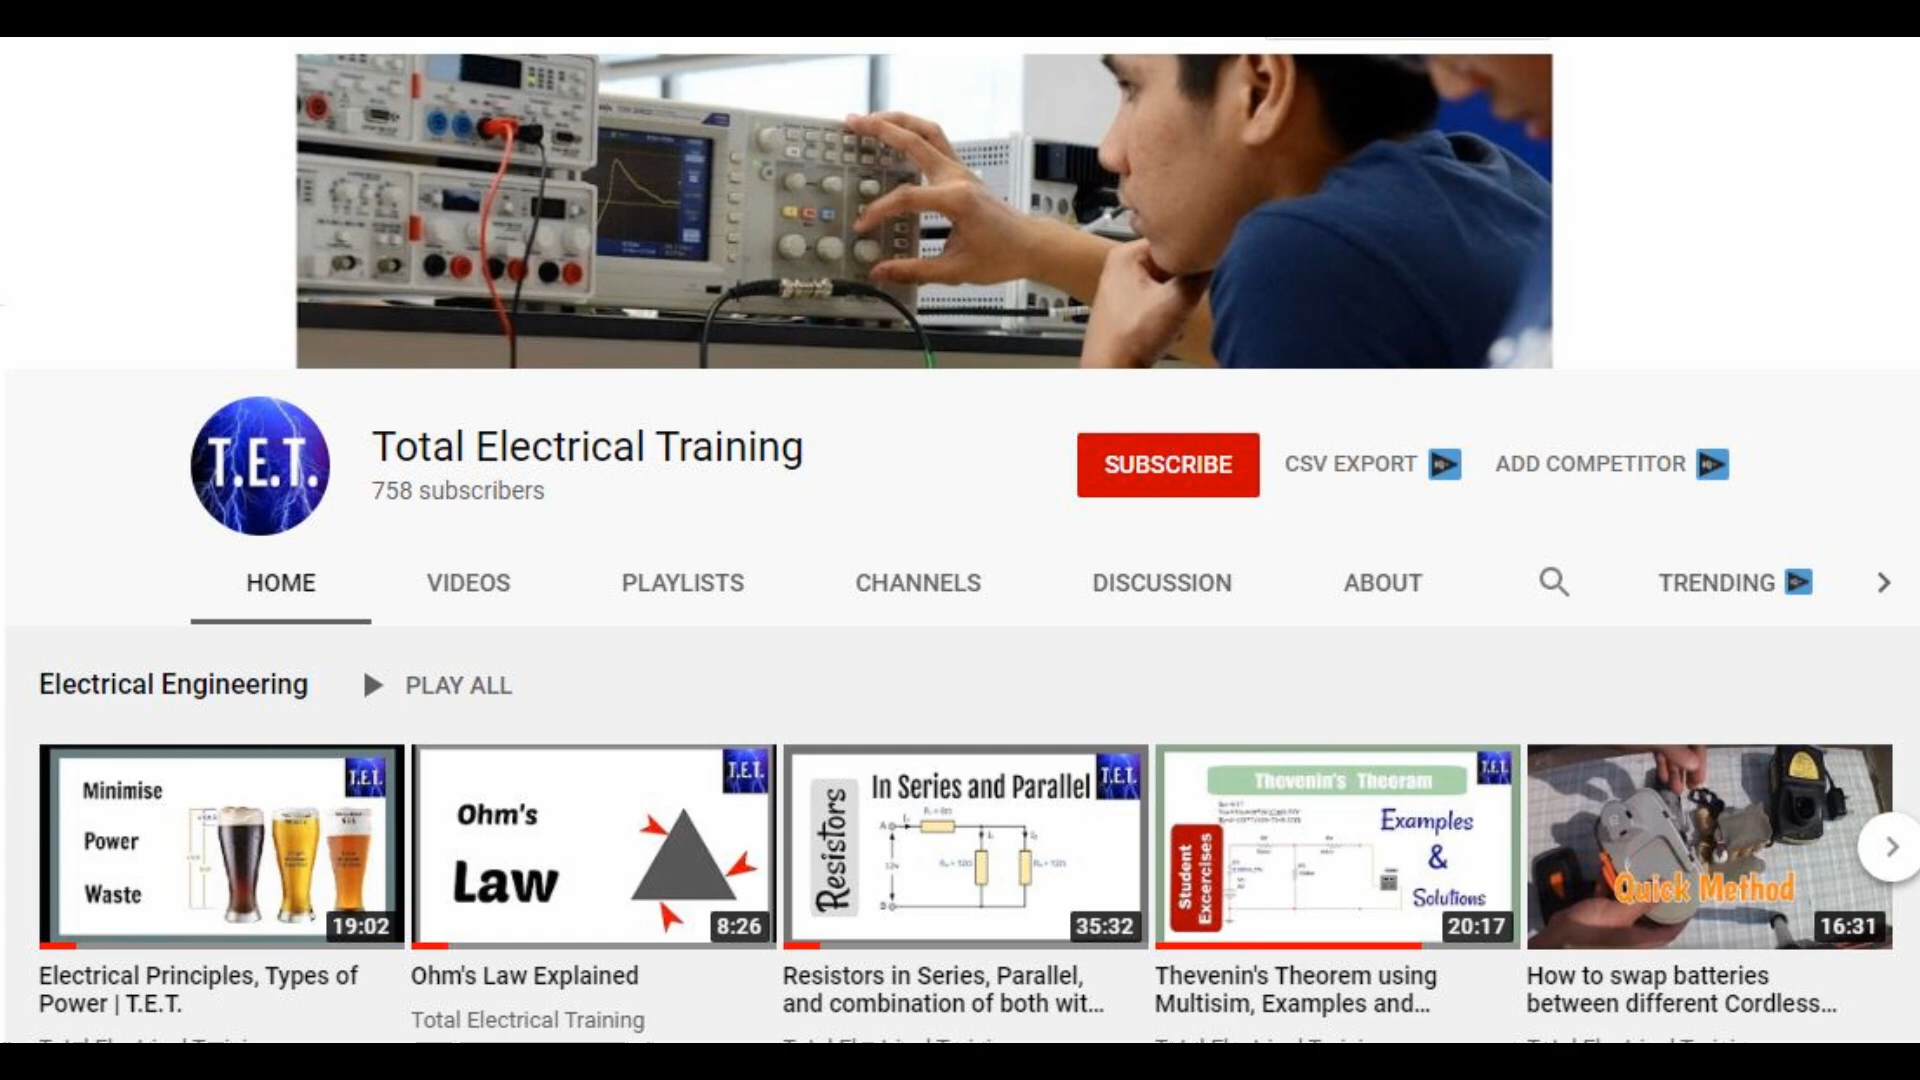 T.E.T.
Total Electrical Training
758 subscribers
SUBSCRIBE
CSV EXPORT
ADD COMPETITOR
HOME
VIDEOS
PLAYLISTS
CHANNELS
DISCUSSION
ABOUT
TRENDING
Electrical Engineering
PLAY ALL
Minimise
Power
Waste
T.E.T.
19:02
Ohm's
Law
T.E.T.
8:26
Resistors
In Series and Parallel
T.E.T.
35:32
Thevenin's Theoram
T.E.T.
Student
Excercises
Examples
&
Solutions
20:17
Quick Method
16:31
Electrical Principles, Types of
Power | T.E.T.
Ohm's Law Explained
Total Electrical Training
Resistors in Series, Parallel,
and combination of both wit...
Thevenin's Theorem using
Multisim, Examples and...
How to swap batteries
between different Cordless...